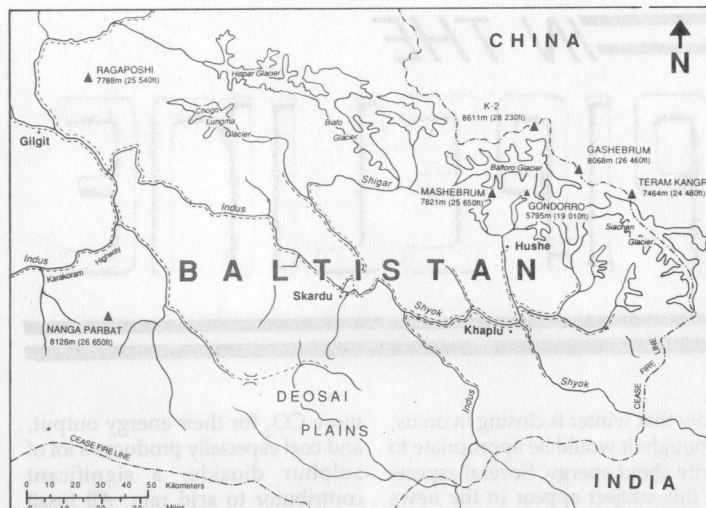 CHINA
N
RAGAPOSHI
7788m (25 540ft)
Hispar Glacier
K-2
8611m (28 230ft)
Chogo
Lungma
Glacier
Biafo
Glacier
Gilgit
Baltoro Glacier
GASHEBRUM
8068m (26 460ft)
Shigar
MASHEBRUM
7821m (25 650ft)
GONDORRO
5795m (19 010ft)
TERAM KANGR
7464m (24 480ft)
Indus
Siachan
Glacier
Hushe
Indus
Karakoram
Highway
BALTISTAN
Skardu
Shyok
Khaplu
NANGA PARBAT
8126m (26 650ft)
Shyok
CEASE
FIRE
LINE
DEOSAI
PLAINS
Indus
CEASE FIRE LINE
INDIA
0 10 20 30 40 50 Kilometers